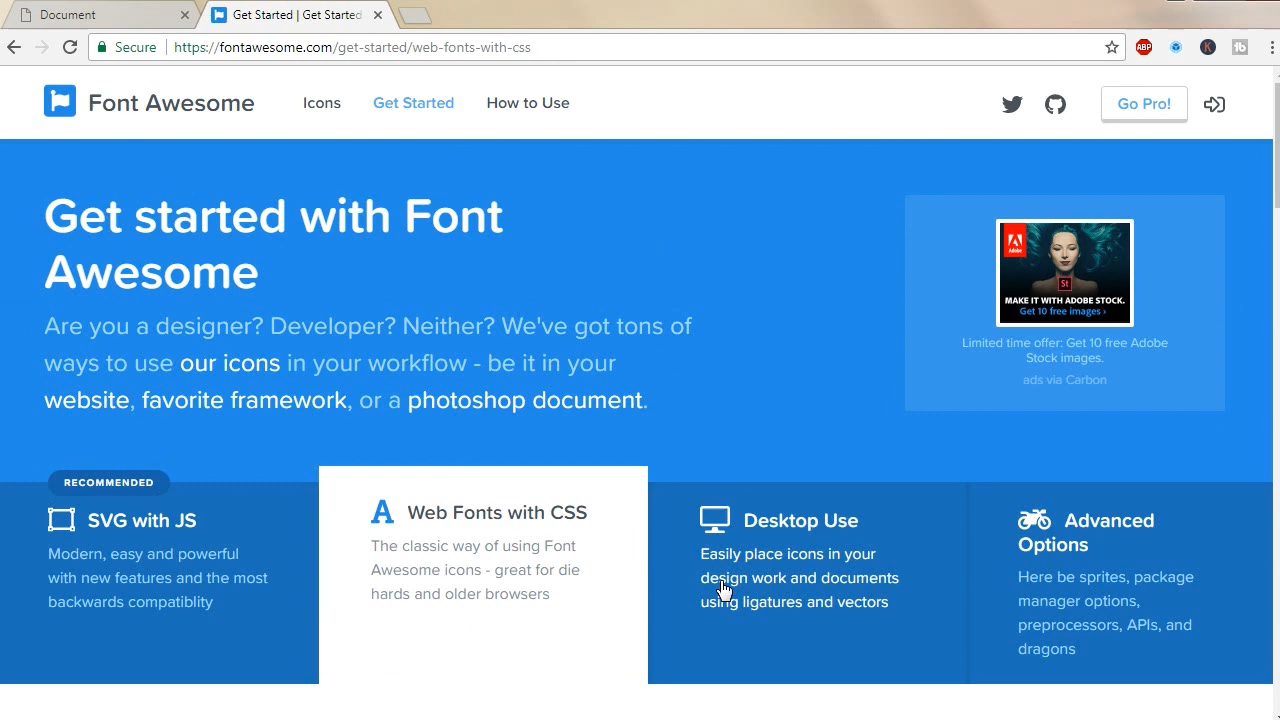 Document
Get Started | Get Started
Secure
https://fontawesome.com/get-started/web-fonts-with-css
ABP
K
tb
Font Awesome
Icons
Get Started
How to Use
Go Pro!
Get started with Font
Awesome
Are you a designer? Developer? Neither? We've got tons of
ways to use our icons in your workflow - be it in your
website, favorite framework, or a photoshop document.
Adobe
St
MAKE IT WITH ADOBE STOCK.
Get 10 free images ›
Limited time offer: Get 10 free Adobe
Stock images.
ads via Carbon
RECOMMENDED
SVG with JS
Modern, easy and powerful
with new features and the most
backwards compatiblity
A Web Fonts with CSS
The classic way of using Font
Awesome icons - great for die
hards and older browsers
Desktop Use
Easily place icons in your
design work and documents
using ligatures and vectors
Advanced
Options
Here be sprites, package
manager options,
preprocessors, APIs, and
dragons